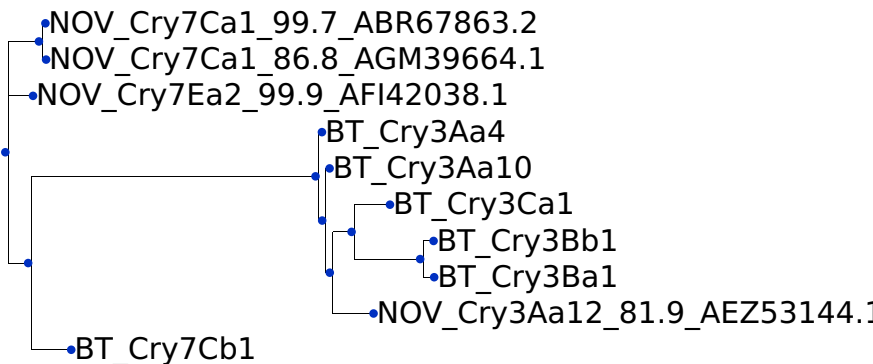 NOV_Cry7Ca1_99.7_ABR67863.2
NOV_Cry7Ca1_86.8_AGM39664.1
NOV_Cry7Ea2_99.9_AFI42038.1
BT_Cry3Aa4
BT_Cry3Aa10
BT_Cry3Ca1
BT_Cry3Bb1
BT_Cry3Ba1
NOV_Cry3Aa12_81.9_AEZ53144.1
BT_Cry7Cb1